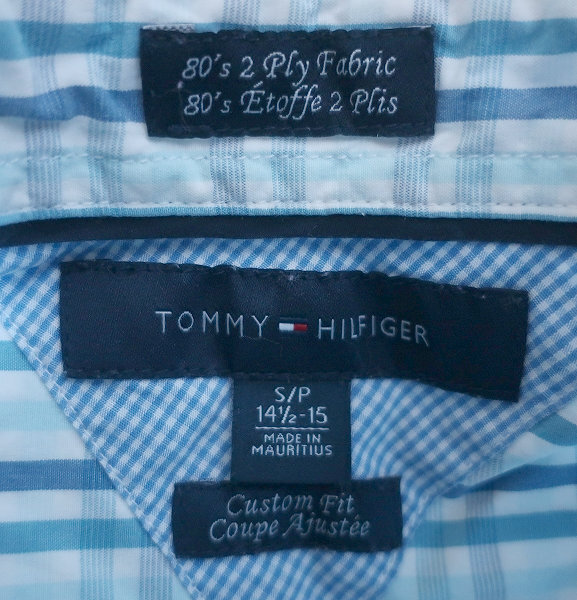 80's 2 Ply Fabric
80's Étoffe 2 Plis
TOMMY HILFIGER
S/P
14½-15
MADE IN
MAURITIUS
Custom Fit
Coupe Ajustée